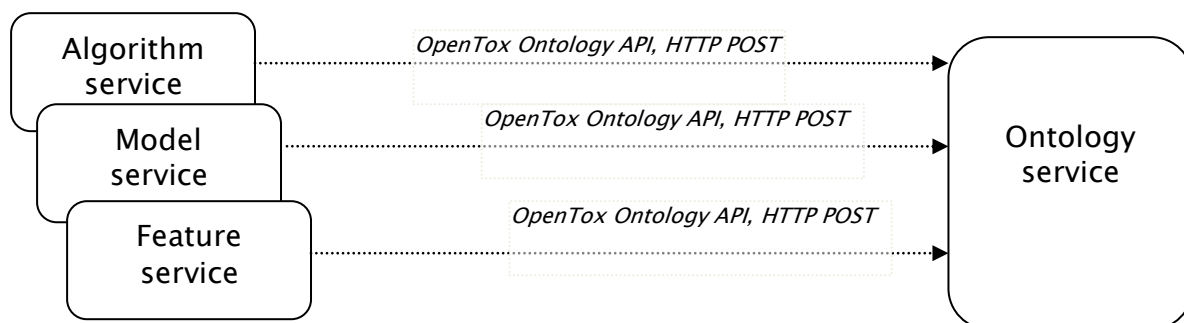 Algorithm
service
OpenTox Ontology API, HTTP POST
Model
service
OpenTox Ontology API, HTTP POST
Feature
service
OpenTox Ontology API, HTTP POST
Ontology
service